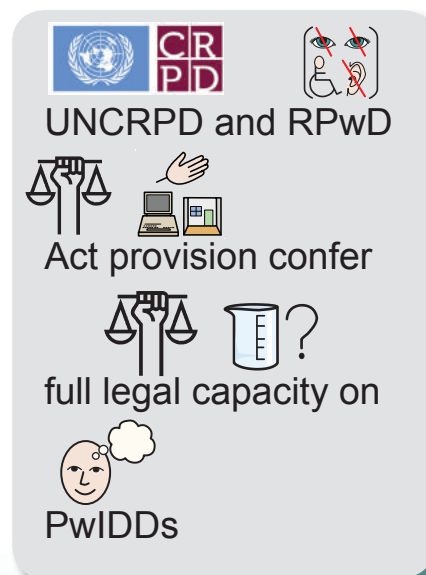 CR
PD
UNCRPD and RPwD
Act provision confer
?
full legal capacity on
PwIDDs